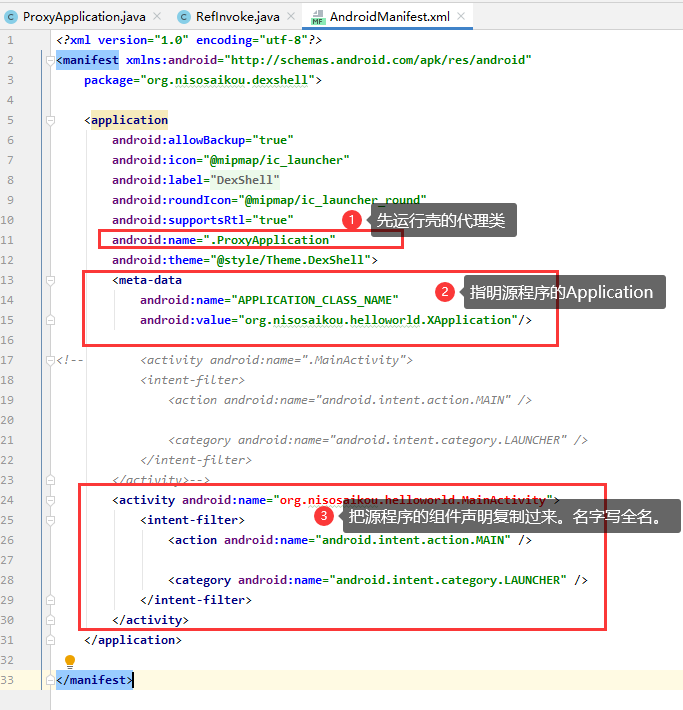 ProxyApplication.java RefInvoke.java AndroidManifest.xml
1 <?xml version="1.0" encoding="utf-8"?>
2 <manifest xmlns:android="http://schemas.android.com/apk/res/android"
3 package="org.nisosaikou.dexshell">
4
5 <application
6 android:allowBackup="true"
7 android:icon="@mipmap/ic_launcher"
8 android:label="DexShell"
9 android:roundIcon="@mipmap/ic_launcher_round"
10 android:supportsRtl="true" 1 先运行壳的代理类
11 android:name=".ProxyApplication"
12 android:theme="@style/Theme.DexShell">
13 <meta-data
14 android:name="APPLICATION_CLASS_NAME" 2 指明源程序的Application
15 android:value="org.nisosaikou.helloworld.XApplication"/>
16
17 <!-- <activity android:name=".MainActivity">
18 <intent-filter>
19 <action android:name="android.intent.action.MAIN" />
20
21 <category android:name="android.intent.category.LAUNCHER" />
22 </intent-filter>
23 </activity>-->
24 <activity android:name="org.nisosaikou.helloworld.MainActivity">
25 <intent-filter> 3 把源程序的组件声明复制过来。名字写全名。
26 <action android:name="android.intent.action.MAIN" />
27
28 <category android:name="android.intent.category.LAUNCHER" />
29 </intent-filter>
30 </activity>
31 </application>
32
33 </manifest>